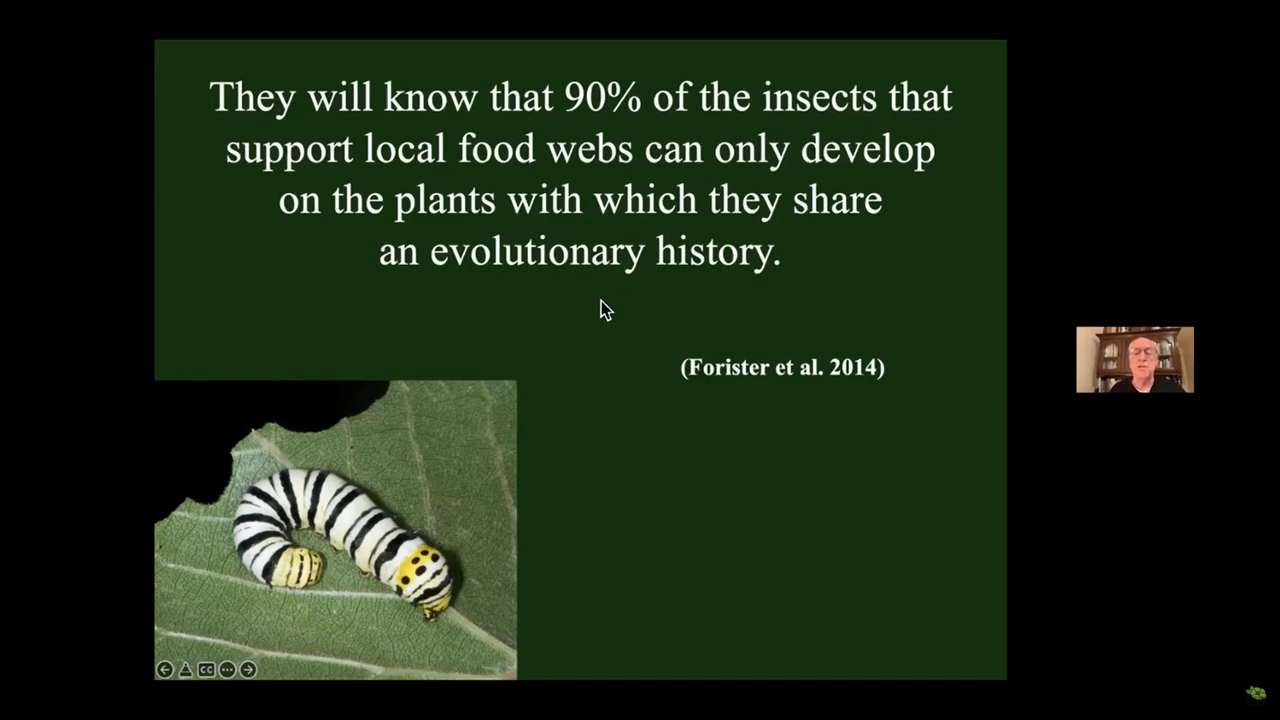 They will know that 90% of the insects that
support local food webs can only develop
on the plants with which they share
an evolutionary history.
(Forister et al. 2014)
CC